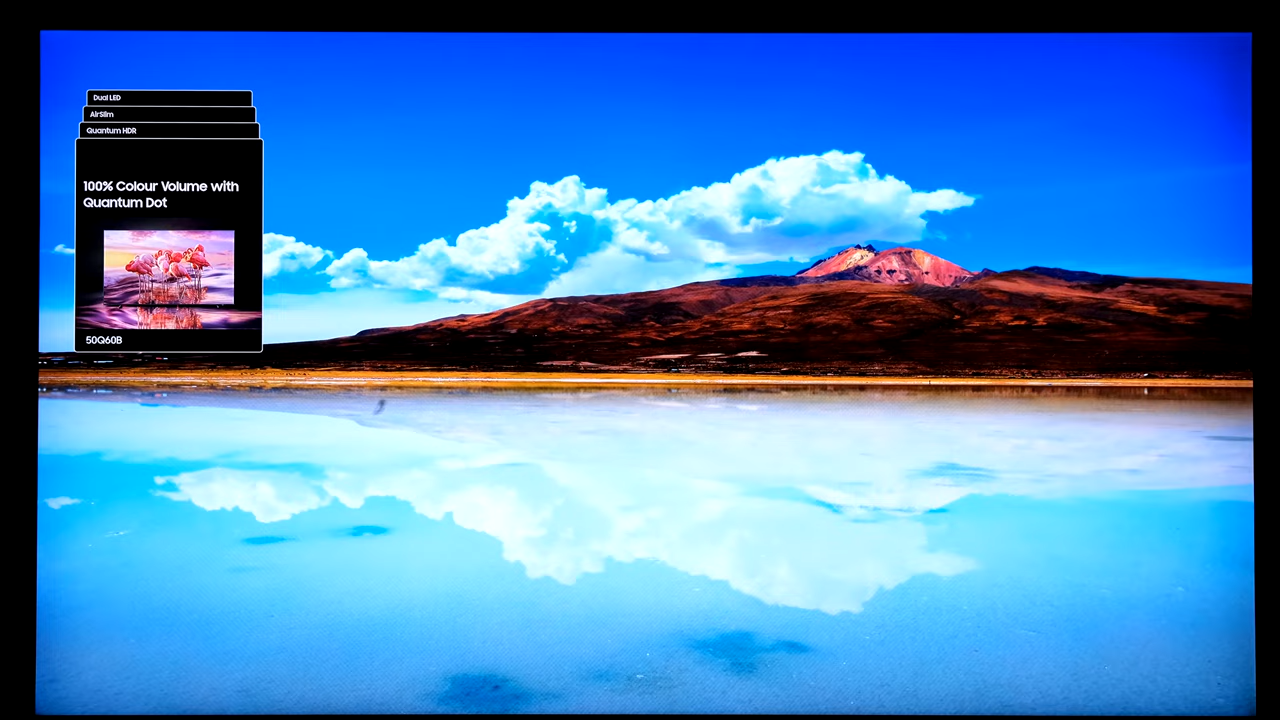 Dual LED
AirSlim
Quantum HDR
100% Colour Volume with
Quantum Dot
50Q60B